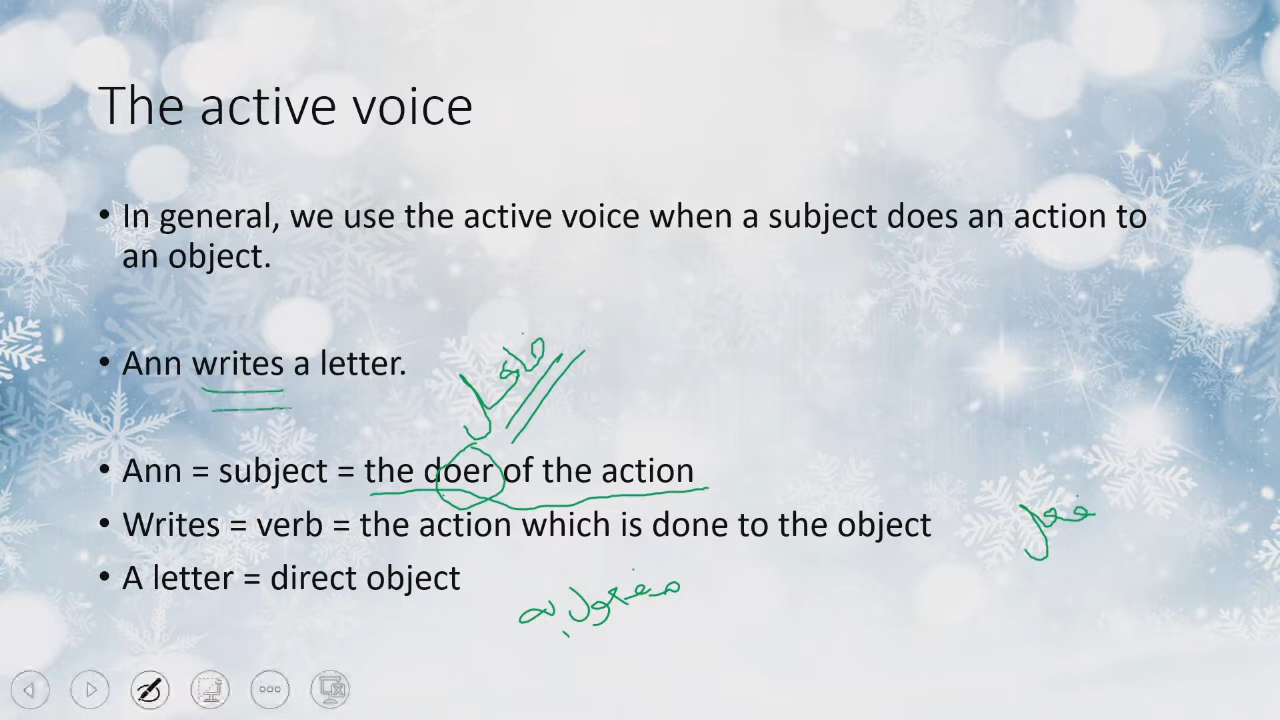 The active voice
• In general, we use the active voice when a subject does an action to
an object.
• Ann writes a letter.
فاعل
• Ann = subject = the doer of the action
• Writes = verb = the action which is done to the object
فعل
• A letter = direct object
مفعول به